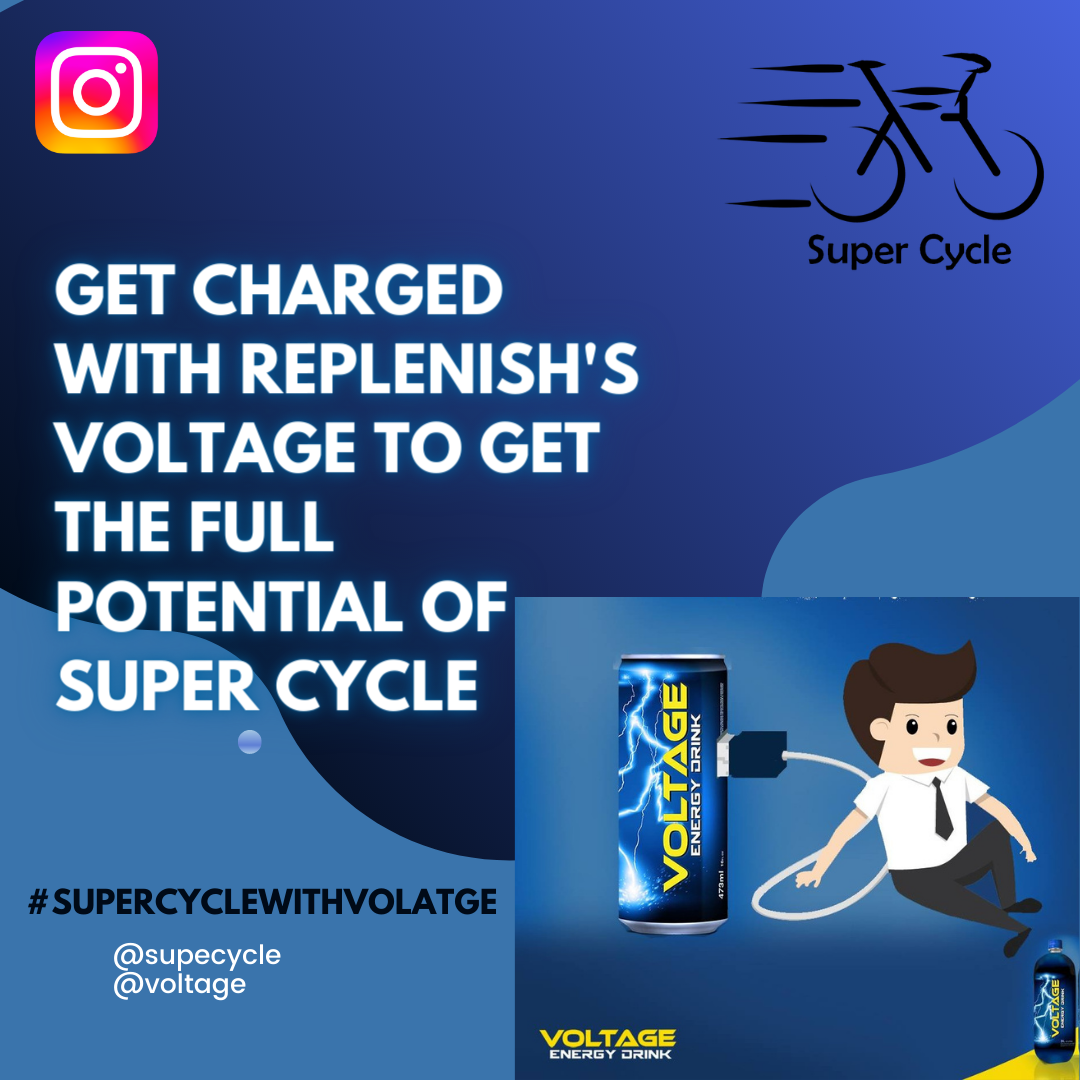 Super Cycle
GET CHARGED
WITH REPLENISH'S
VOLTAGE TO GET
THE FULL
POTENTIAL OF
SUPER CYCLE
VOLTAGE
ENERGY DRINK
473ml
#SUPERCYCLEWITHVOLATGE
@supecycle
@voltage
VOLTAGE
VOLTAGE
ENERGY DRINK